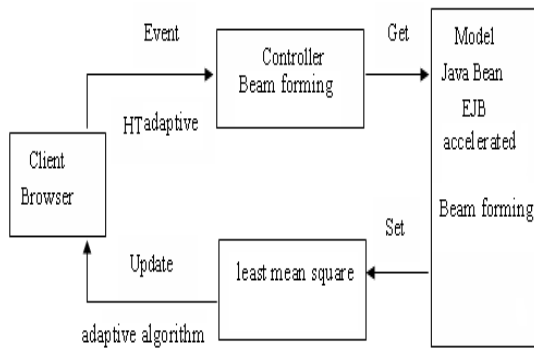 Event
HTadaptive
Client
Browser
Controller
Beam forming
Get
Model
Java Bean
EJB
accelerated
Beam forming
Set
least mean square
Update
adaptive algorithm